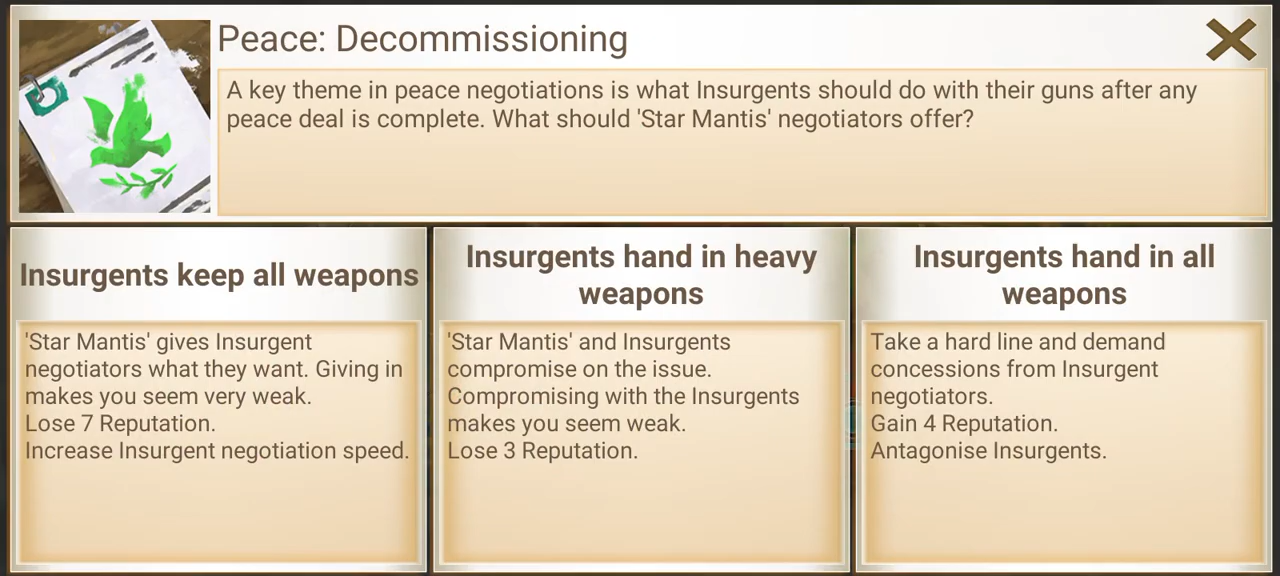 Peace: Decommissioning
A key theme in peace negotiations is what Insurgents should do with their guns after any
peace deal is complete. What should 'Star Mantis' negotiators offer?
Insurgents keep all weapons
'Star Mantis' gives Insurgent
negotiators what they want. Giving in
makes you seem very weak.
Lose 7 Reputation.
Increase Insurgent negotiation speed.
Insurgents hand in heavy
weapons
'Star Mantis' and Insurgents
compromise on the issue.
Compromising with the Insurgents
makes you seem weak.
Lose 3 Reputation.
Insurgents hand in all
weapons
Take a hard line and demand
concessions from Insurgent
negotiators.
Gain 4 Reputation.
Antagonise Insurgents.